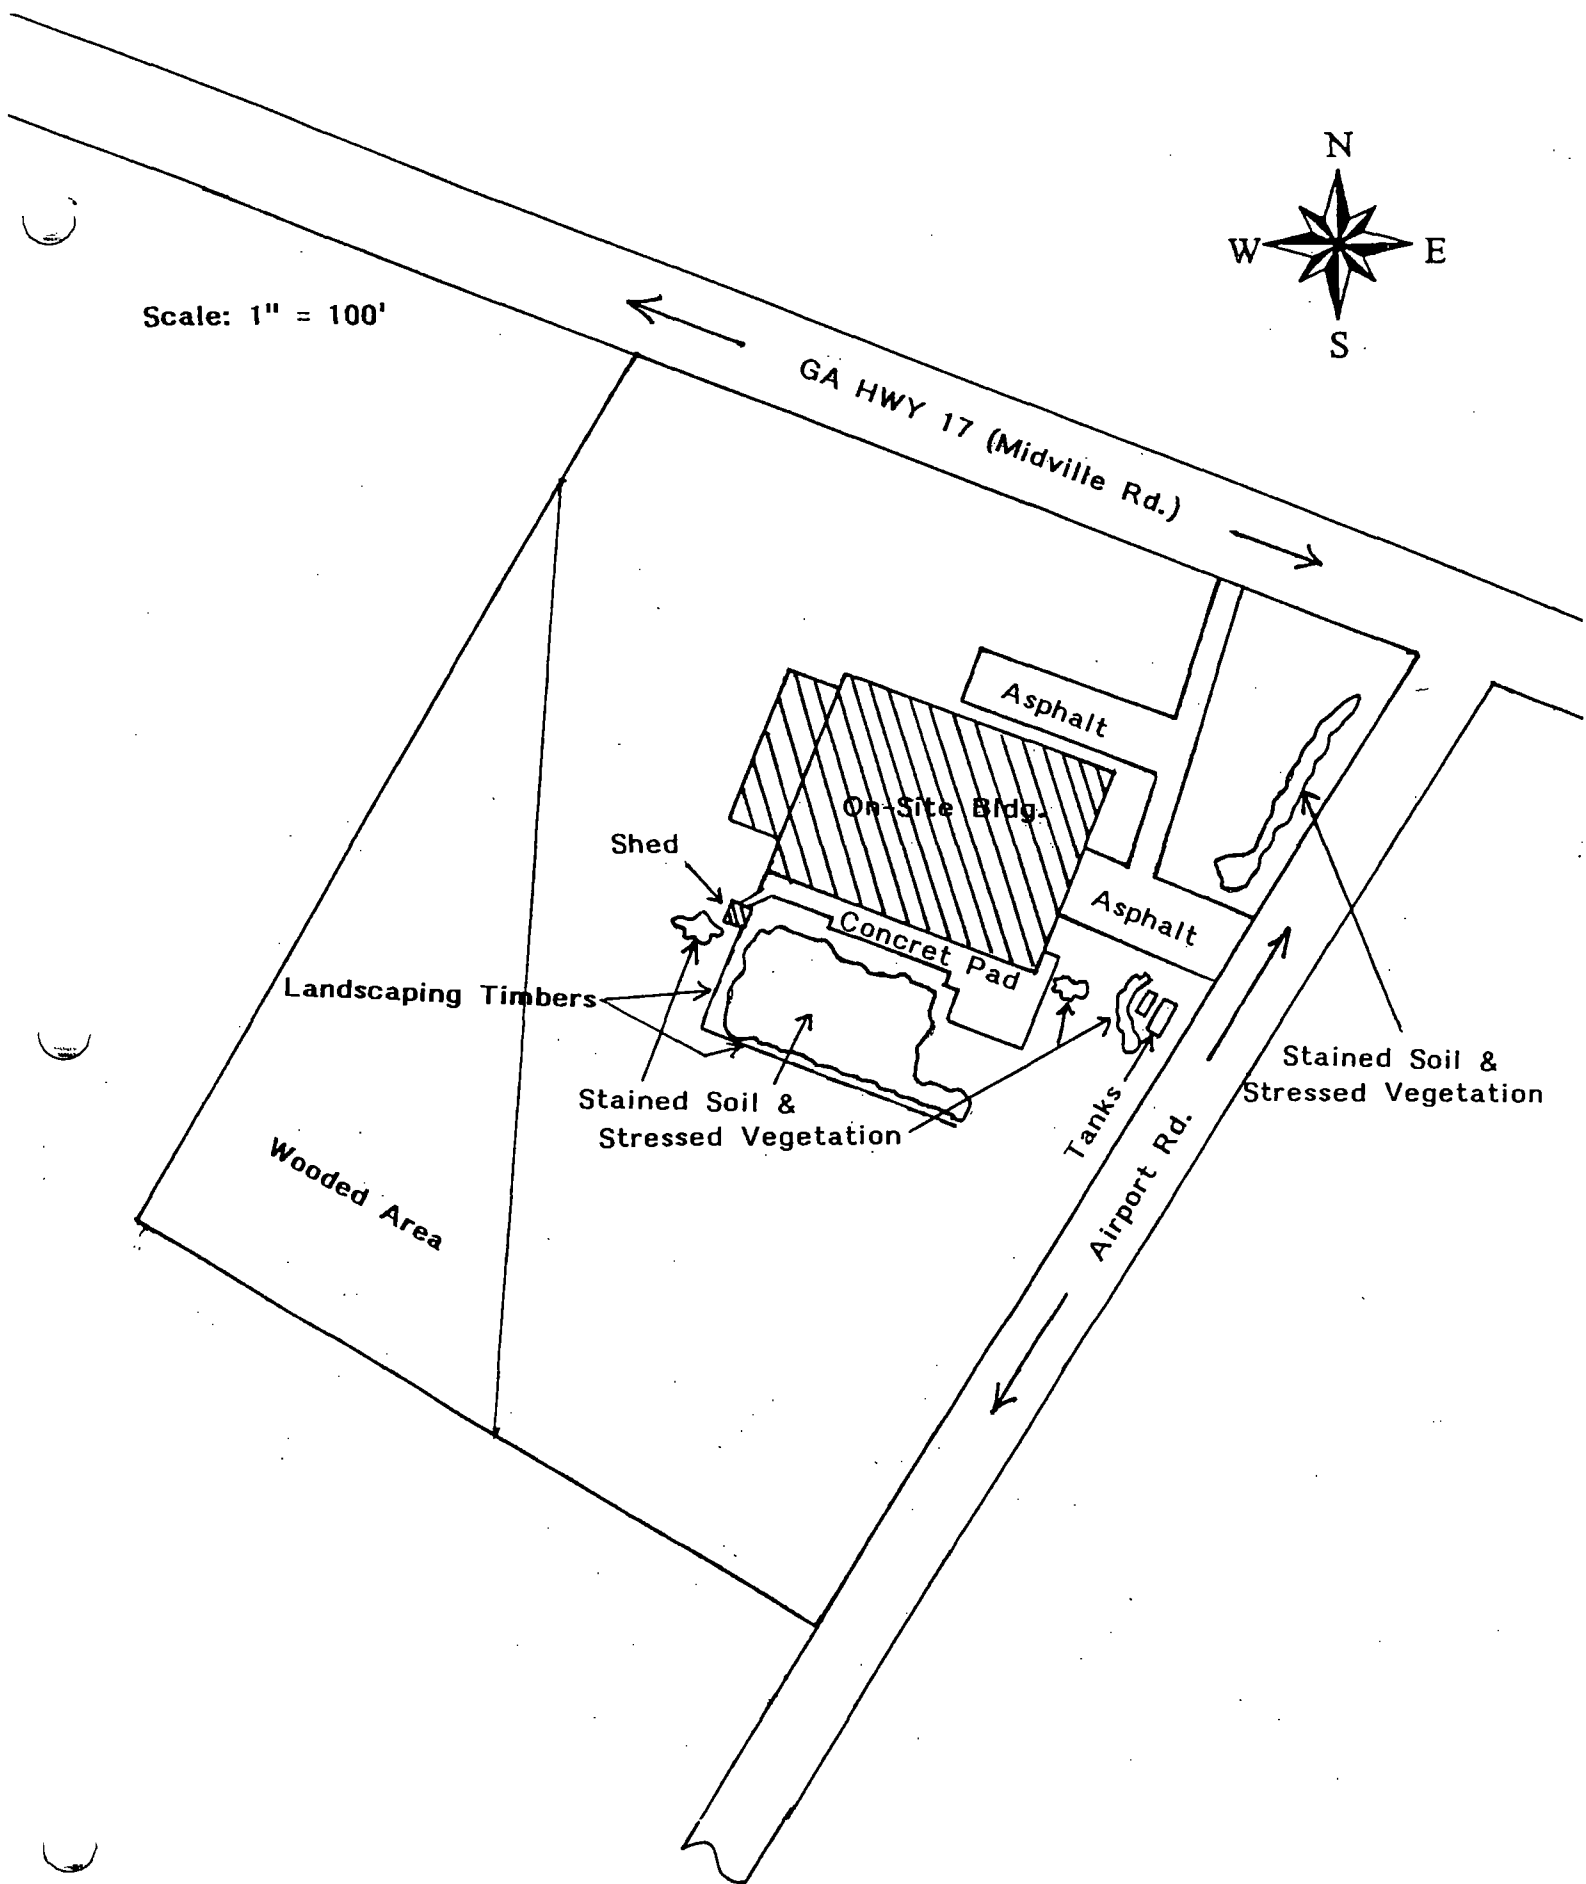 N
W E
S
Scale: 1" = 100'
GA HWY 17 (Midville Rd.)
Asphalt
On-Site Bldg.
Shed
Asphalt
Concret Pad
Landscaping Timbers
Stained Soil &
Stressed Vegetation
Stained Soil &
Stressed Vegetation
Tanks
Airport Rd.
Wooded Area